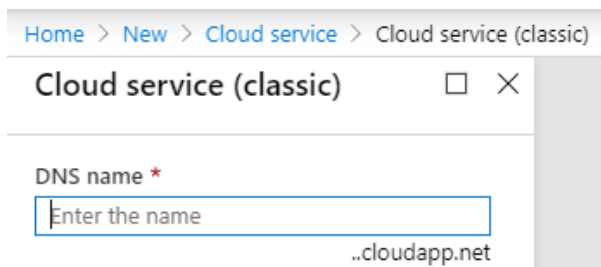 Home > New > Cloud service > Cloud service (classic)
Cloud service (classic)
DNS name *
Enter the name
..cloudapp.net